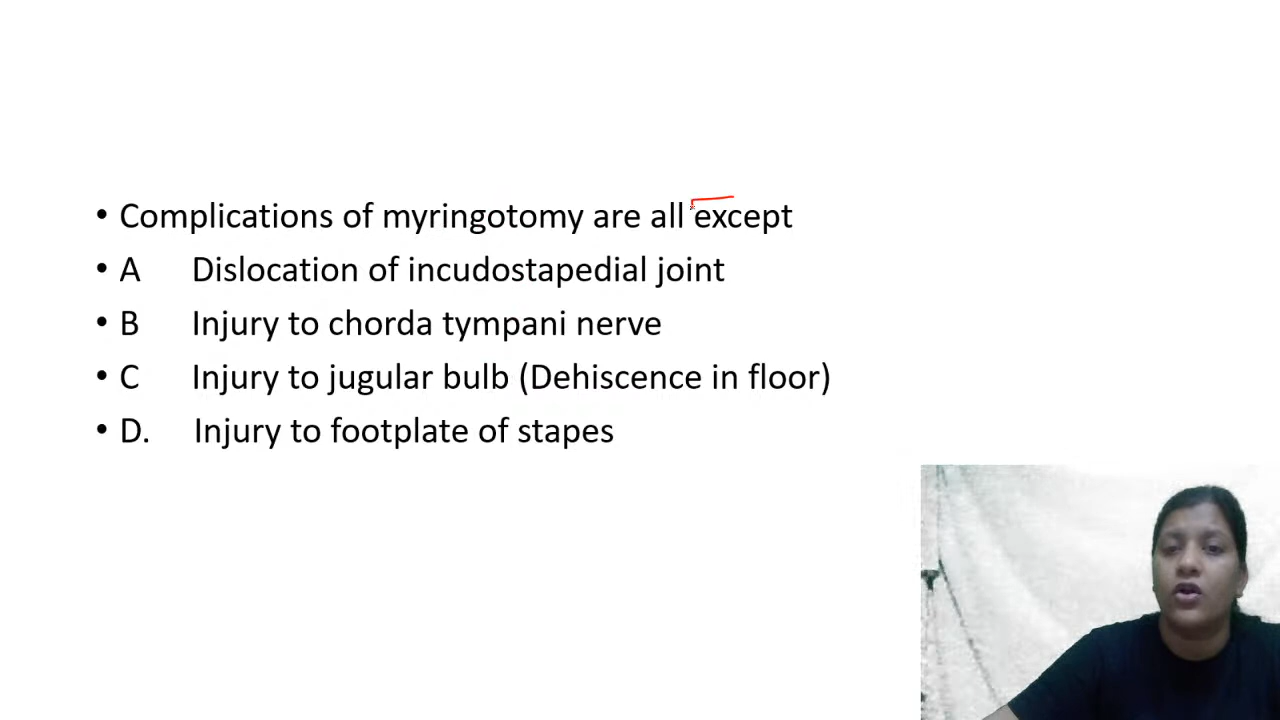 • Complications of myringotomy are all except
• A Dislocation of incudostapedial joint
• B Injury to chorda tympani nerve
• C Injury to jugular bulb (Dehiscence in floor)
• D. Injury to footplate of stapes